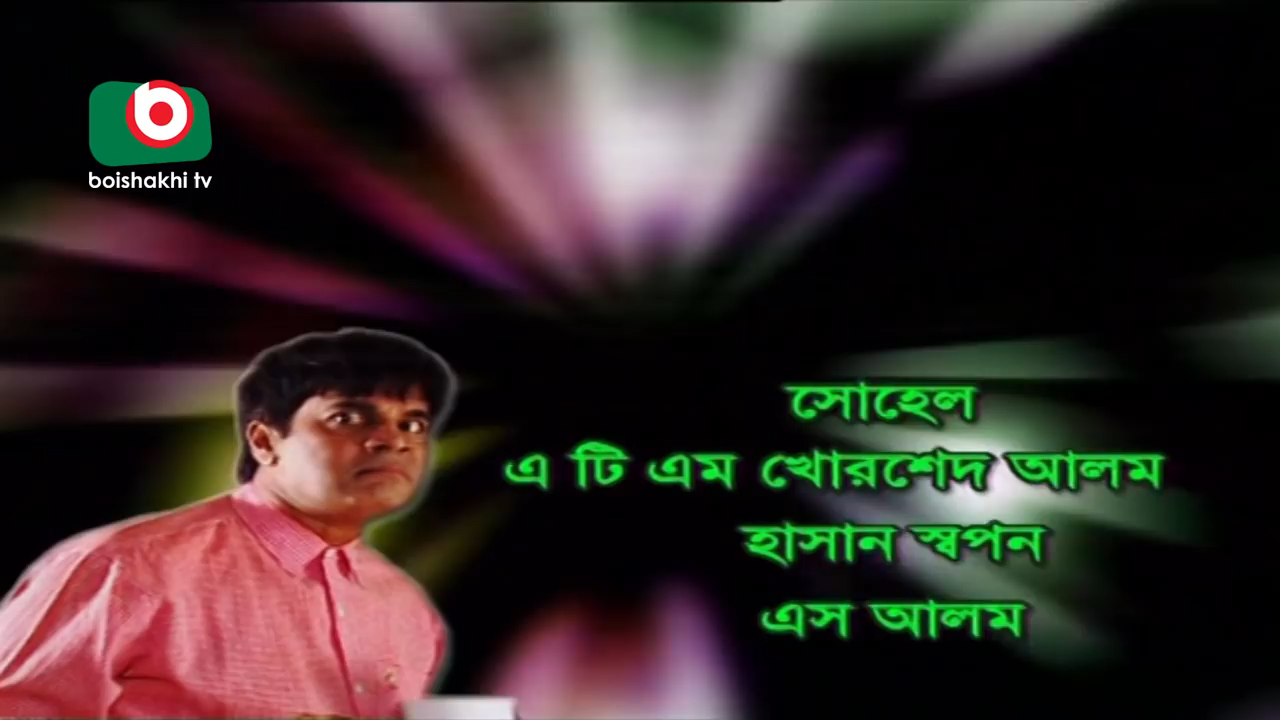 boishakhi tv
সোহেল
এ টি এম খোরশেদ আলম
হাসান স্বপন
এস আলম